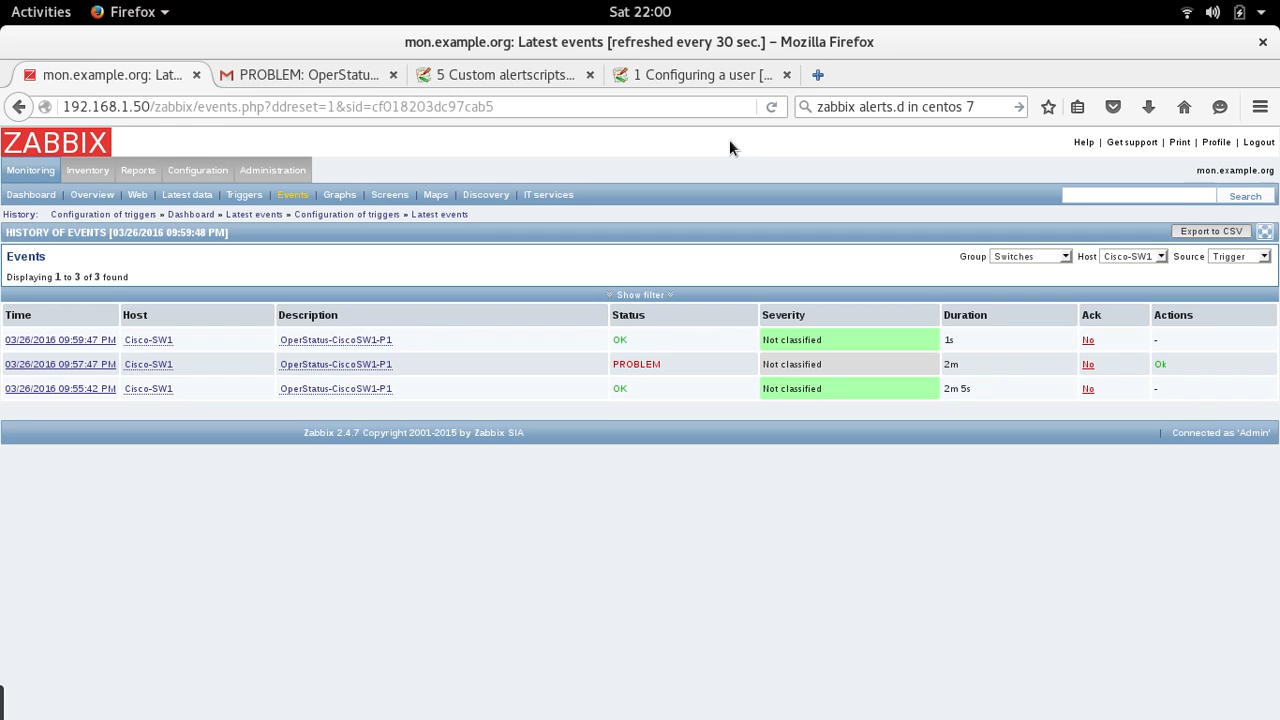 Activities Firefox Sat 22:00
mon.example.org: Latest events [refreshed every 30 sec.] – Mozilla Firefox
mon.example.org: Lat... PROBLEM: OperStatu... 5 Custom alertscripts... 1 Configuring a user [...
192.168.1.50/zabbix/events.php?ddreset=1&sid=cf018203dc97cab5 zabbix alerts.d in centos 7
ZABBIX Help | Get support | Print | Profile | Logout
Monitoring Inventory Reports Configuration Administration mon.example.org
Dashboard | Overview | Web | Latest data | Triggers | Events | Graphs | Screens | Maps | Discovery | IT services Search
History: Configuration of triggers » Dashboard » Latest events » Configuration of triggers » Latest events
HISTORY OF EVENTS [03/26/2016 09:59:48 PM] Export to CSV
Events Group Switches Host Cisco-SW1 Source Trigger
Displaying 1 to 3 of 3 found
Show filter
Time Host Description Status Severity Duration Ack Actions
03/26/2016 09:59:47 PM Cisco-SW1 OperStatus-CiscoSW1-P1 OK Not classified 1s No -
03/26/2016 09:57:47 PM Cisco-SW1 OperStatus-CiscoSW1-P1 PROBLEM Not classified 2m No Ok
03/26/2016 09:55:42 PM Cisco-SW1 OperStatus-CiscoSW1-P1 OK Not classified 2m 5s No -
Zabbix 2.4.7 Copyright 2001-2015 by Zabbix SIA | Connected as 'Admin'